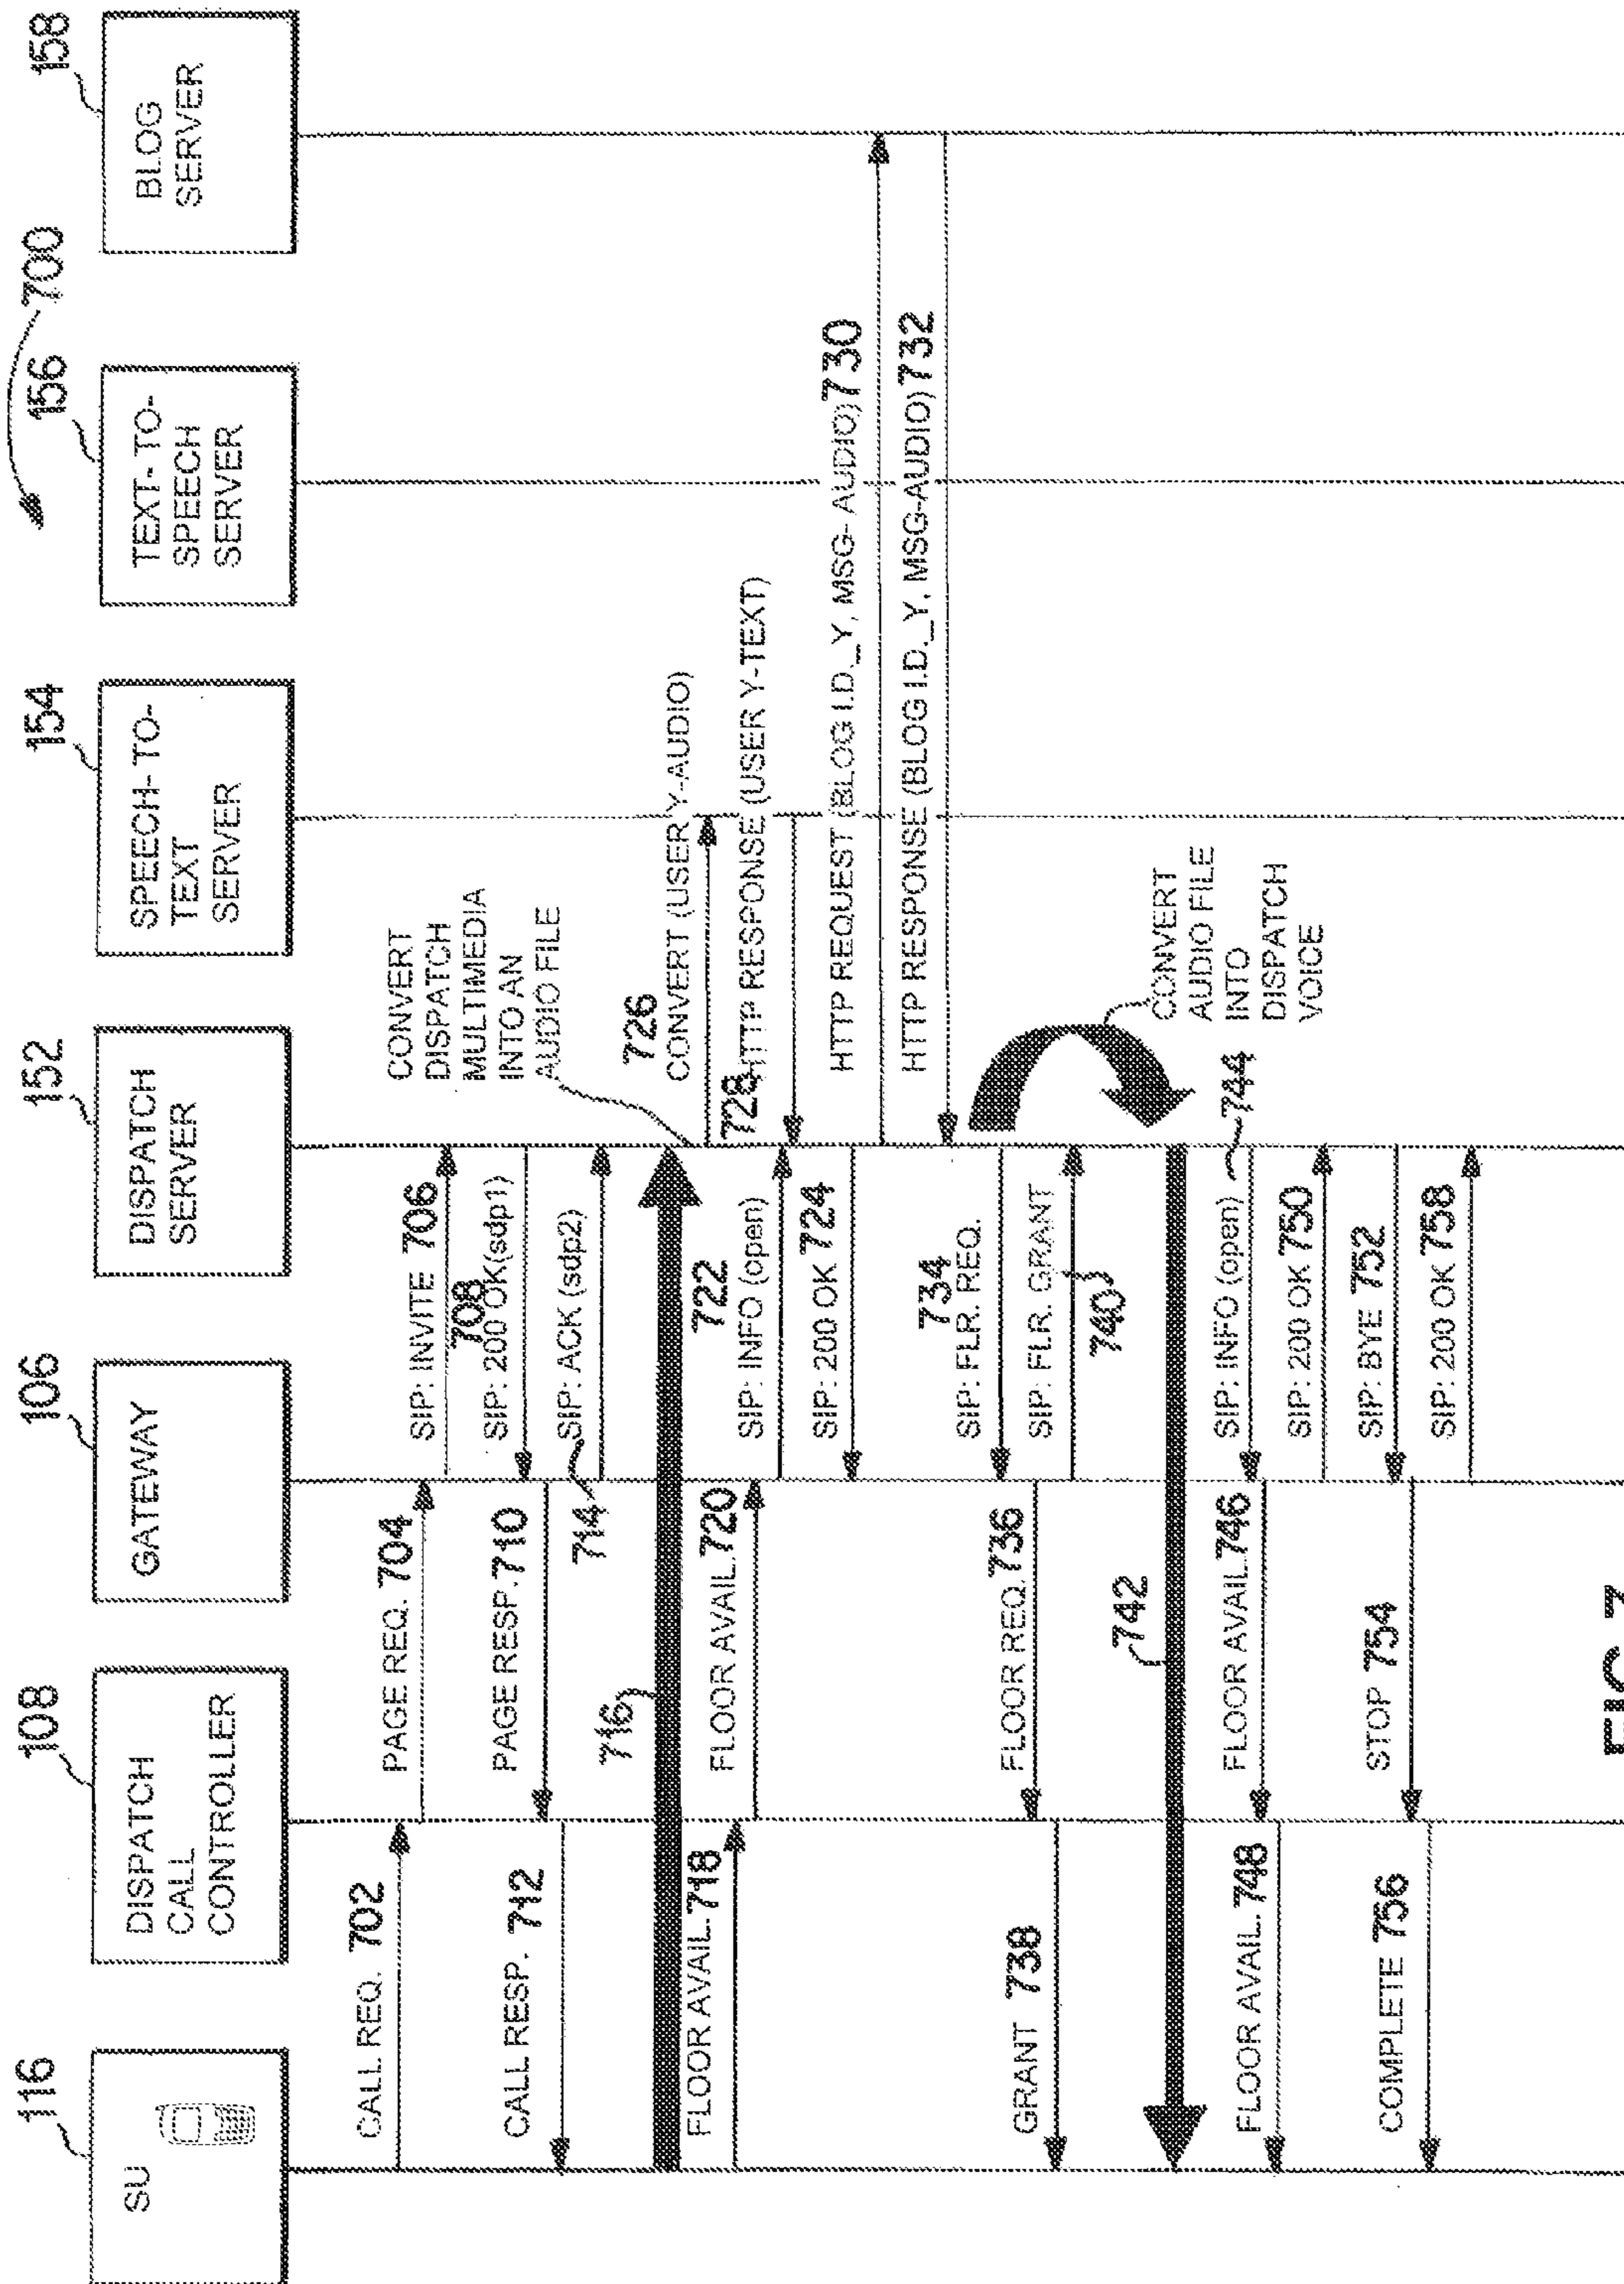 700
116
SU
108
DISPATCH
CALL
CONTROLLER
106
GATEWAY
152
DISPATCH
SERVER
154
SPEECH- TO-
TEXT
SERVER
156
TEXT- TO-
SPEECH
SERVER
158
BLOG
SERVER
CALL REQ. 702
PAGE REQ. 704
SIP: INVITE 706
708
SIP: 200 OK(sdp1)
PAGE RESP. 710
CALL RESP. 712
SIP: ACK (sdp2)
714
716
CONVERT
DISPATCH
MULTIMEDIA
INTO AN
AUDIO FILE
FLOOR AVAIL. 718
FLOOR AVAIL. 720
722
SIP: INFO (open)
SIP: 200 OK 724
726
CONVERT (USER Y-AUDIO)
728
HTTP RESPONSE (USER Y-TEXT)
HTTP REQUEST (BLOG I.D._Y, MSG- AUDIO) 730
HTTP RESPONSE (BLOG I.D._Y, MSG-AUDIO) 732
734
SIP: FLR. REQ.
FLOOR REQ. 736
GRANT 738
SIP: FLR. GRANT
740
CONVERT
AUDIO FILE
INTO
DISPATCH
VOICE
742
744
SIP: INFO (open)
FLOOR AVAIL. 746
FLOOR AVAIL. 748
SIP: 200 OK 750
SIP: BYE 752
STOP 754
COMPLETE 756
SIP: 200 OK 758
FIG. 7